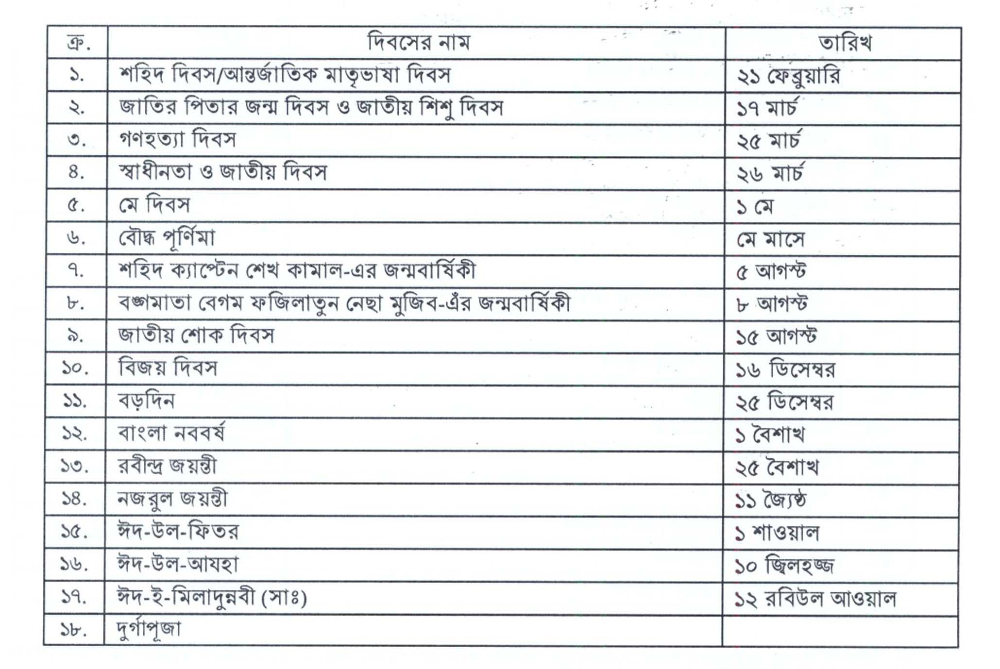 ক্র. দিবসের নাম তারিখ
১. শহিদ দিবস/আন্তর্জাতিক মাতৃভাষা দিবস ২১ ফেব্রুয়ারি
২. জাতির পিতার জন্ম দিবস ও জাতীয় শিশু দিবস ১৭ মার্চ
৩. গণহত্যা দিবস ২৫ মার্চ
৪. স্বাধীনতা ও জাতীয় দিবস ২৬ মার্চ
৫. মে দিবস ১ মে
৬. বৌদ্ধ পূর্ণিমা মে মাসে
৭. শহিদ ক্যাপ্টেন শেখ কামাল-এর জন্মবার্ষিকী ৫ আগস্ট
৮. বঙ্গমাতা বেগম ফজিলাতুন নেছা মুজিব-এঁর জন্মবার্ষিকী ৮ আগস্ট
৯. জাতীয় শোক দিবস ১৫ আগস্ট
১০. বিজয় দিবস ১৬ ডিসেম্বর
১১. বড়দিন ২৫ ডিসেম্বর
১২. বাংলা নববর্ষ ১ বৈশাখ
১৩. রবীন্দ্র জয়ন্তী ২৫ বৈশাখ
১৪. নজরুল জয়ন্তী ১১ জ্যৈষ্ঠ
১৫. ঈদ-উল-ফিতর ১ শাওয়াল
১৬. ঈদ-উল-আযহা ১০ জ্বিলহজ্জ
১৭. ঈদ-ই-মিলাদুন্নবী (সাঃ) ১২ রবিউল আওয়াল
১৮. দুর্গাপূজা